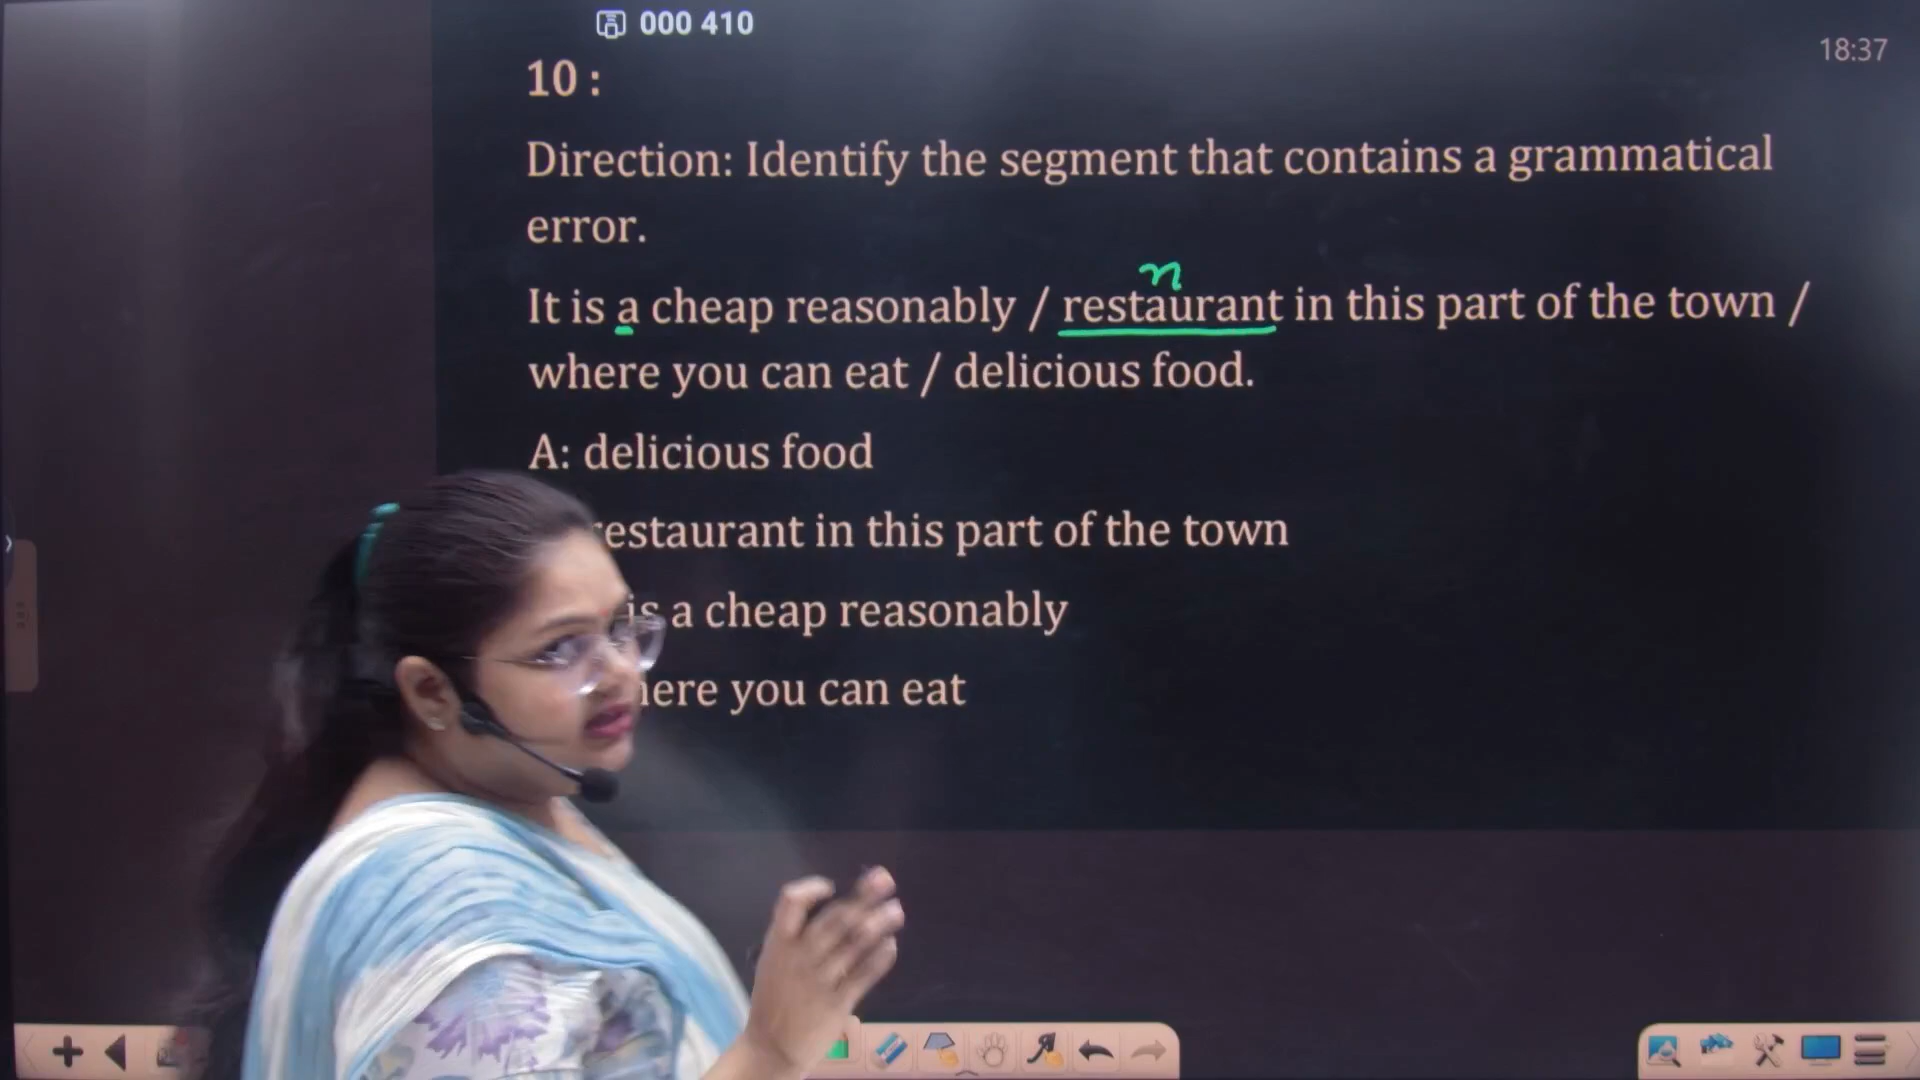 000 410
18:37
10 :
Direction: Identify the segment that contains a grammatical
error.
n
It is a cheap reasonably / restaurant in this part of the town /
where you can eat / delicious food.
A: delicious food
restaurant in this part of the town
is a cheap reasonably
you can eat